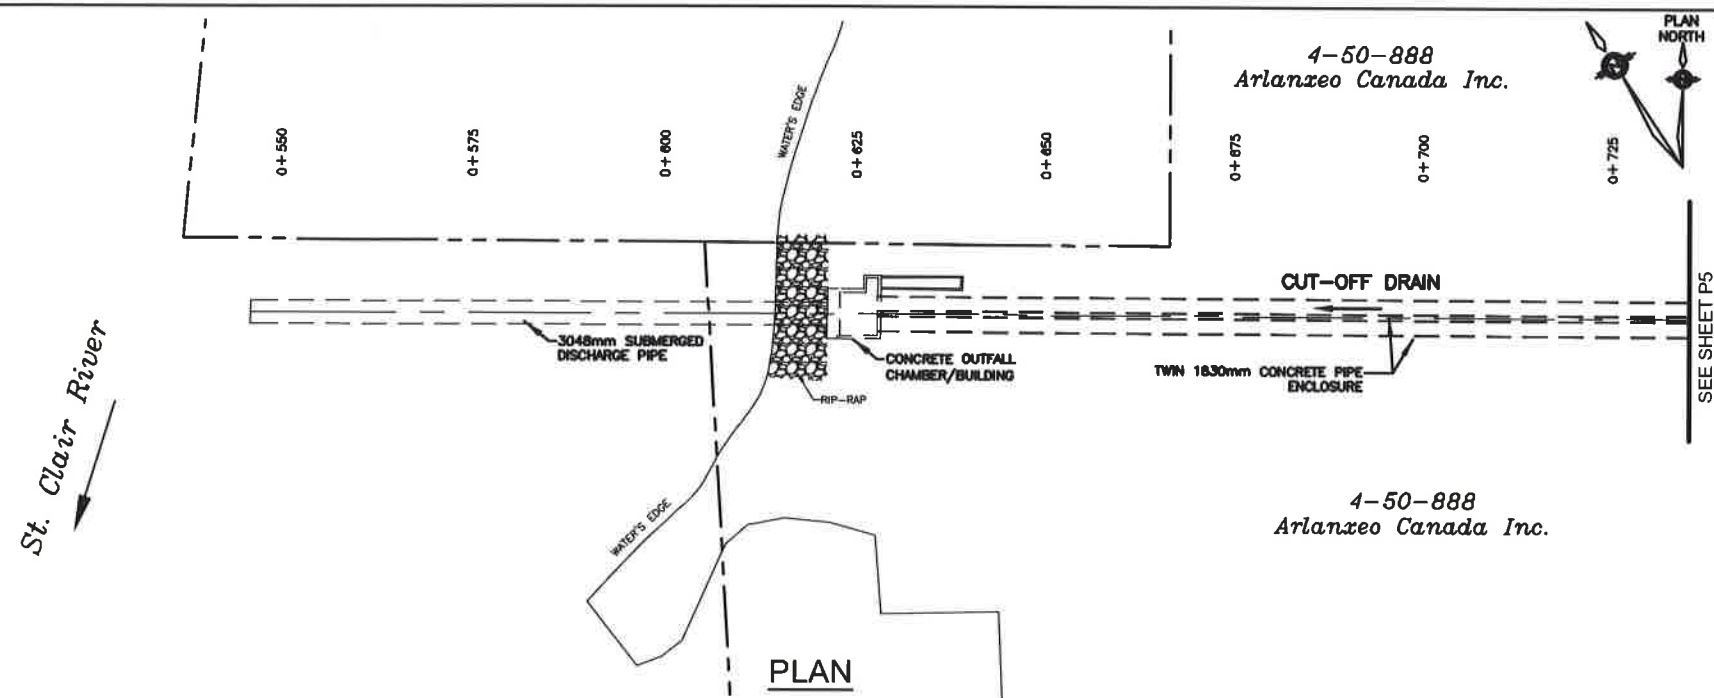 PLAN
NORTH
4-50-888
Arlanxeo Canada Inc.
0+550
0+575
0+600
WATER'S EDGE
0+625
0+650
0+675
0+700
0+725
CUT-OFF DRAIN
3048mm SUBMERGED
DISCHARGE PIPE
CONCRETE OUTFALL
CHAMBER/BUILDING
TWIN 1830mm CONCRETE PIPE
ENCLOSURE
SEE SHEET P5
RIP-RAP
St. Clair River
WATER'S EDGE
4-50-888
Arlanxeo Canada Inc.
PLAN